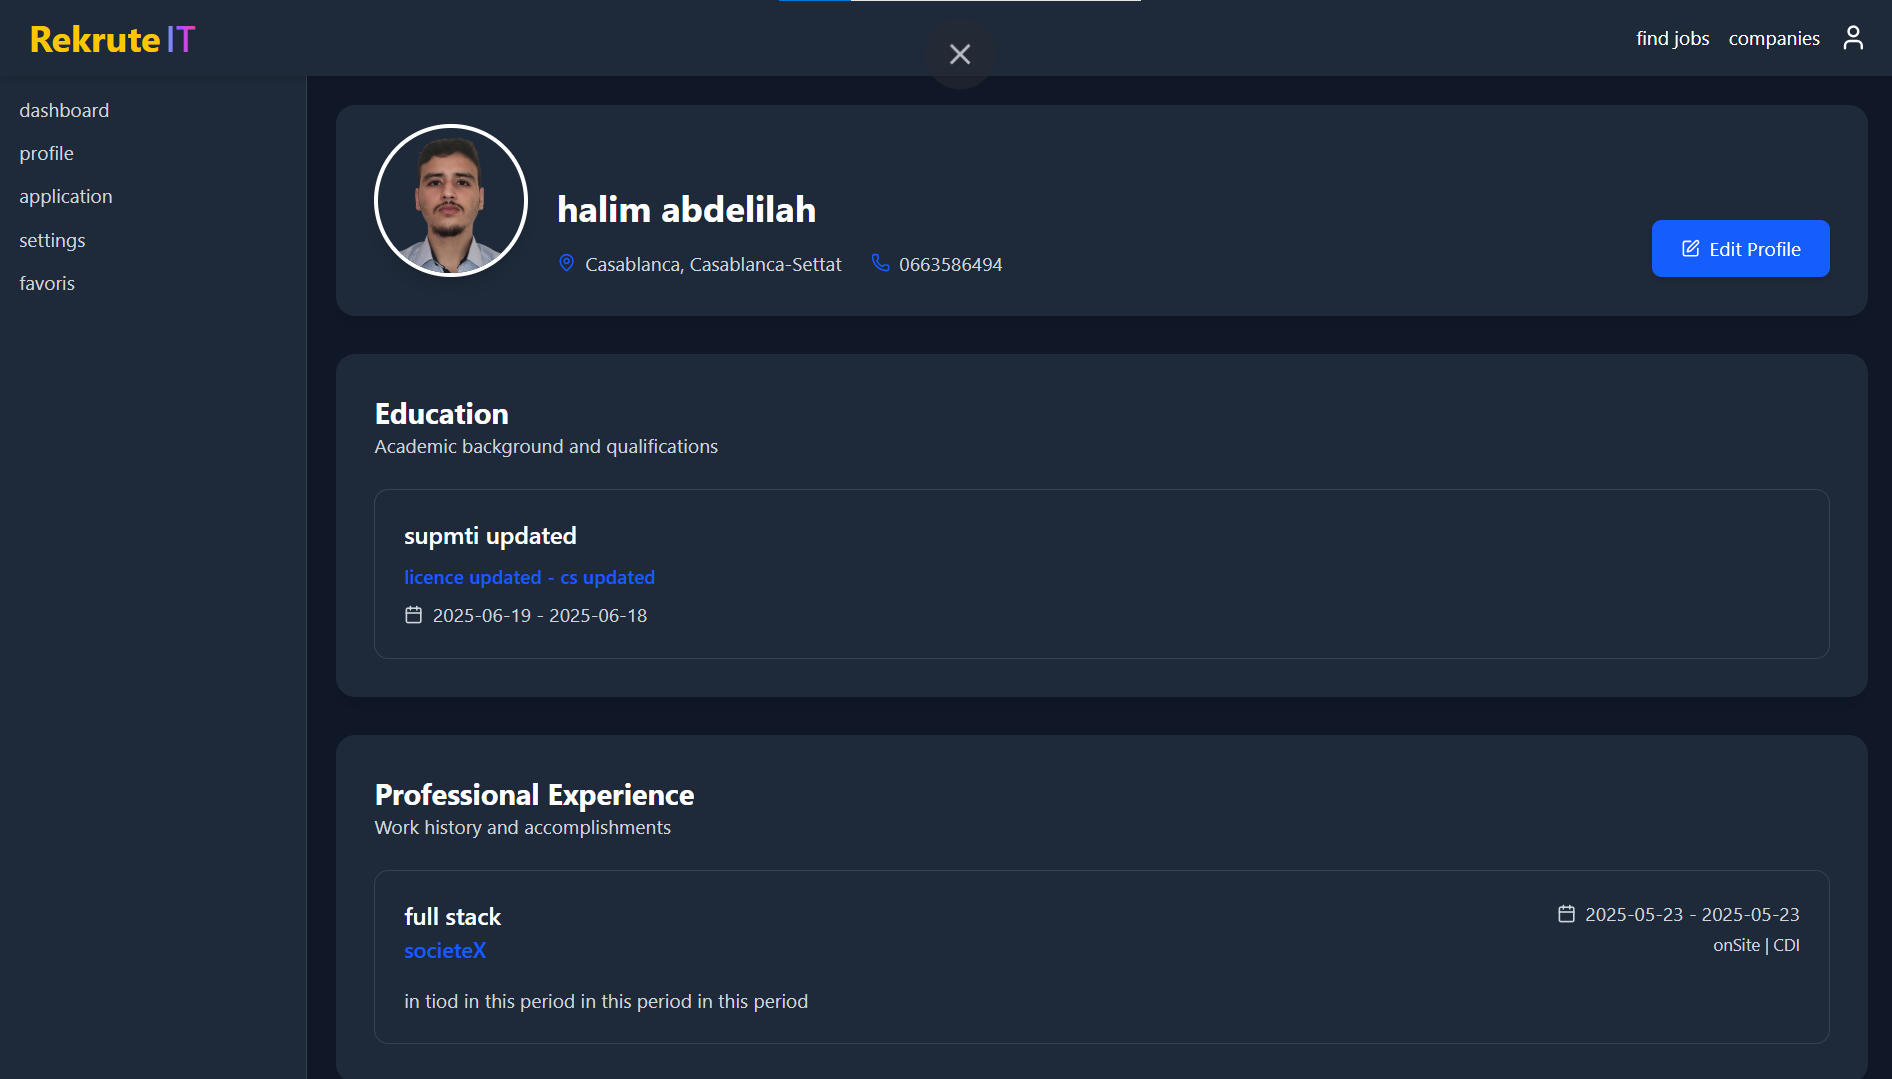 Rekrute IT
find jobs companies
dashboard
profile
application
settings
favoris
halim abdelilah
Casablanca, Casablanca-Settat 0663586494
Edit Profile
Education
Academic background and qualifications
supmti updated
licence updated - cs updated
2025-06-19 - 2025-06-18
Professional Experience
Work history and accomplishments
full stack
societeX
2025-05-23 - 2025-05-23
onSite | CDI
in tiod in this period in this period in this period